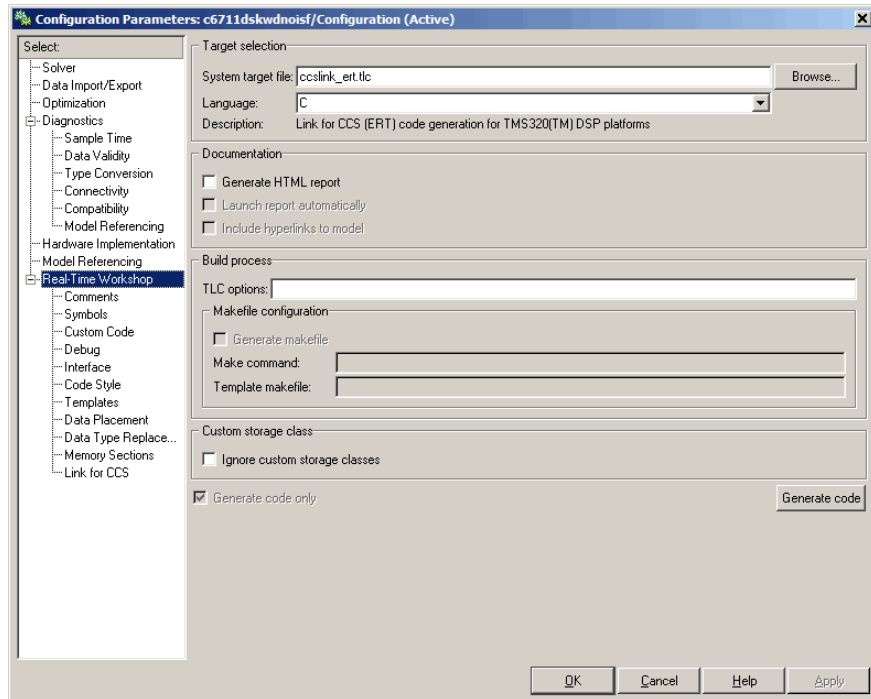 Configuration Parameters: c6711dskwdnoisf/Configuration (Active)
Select:
Solver
Data Import/Export
Optimization
Diagnostics
Sample Time
Data Validity
Type Conversion
Connectivity
Compatibility
Model Referencing
Hardware Implementation
Model Referencing
Real-Time Workshop
Comments
Symbols
Custom Code
Debug
Interface
Code Style
Templates
Data Placement
Data Type Replace...
Memory Sections
Link for CCS
Target selection
System target file: ccslink_ert.tlc Browse...
Language: C
Description: Link for CCS (ERT) code generation for TMS320(TM) DSP platforms
Documentation
Generate HTML report
Launch report automatically
Include hyperlinks to model
Build process
TLC options:
Makefile configuration
Generate makefile
Make command:
Template makefile:
Custom storage class
Ignore custom storage classes
Generate code only Generate code
OK Cancel Help Apply